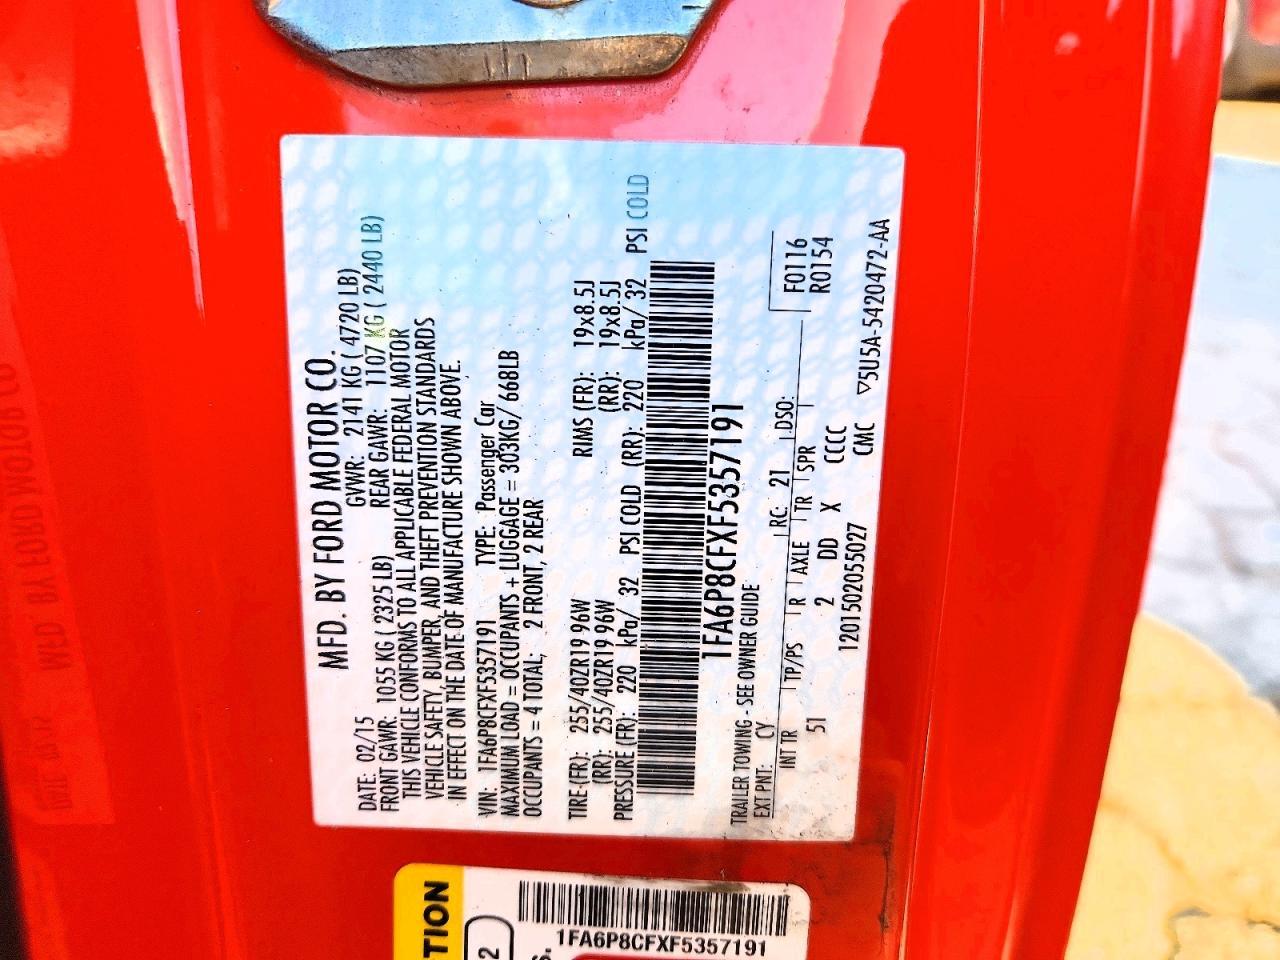 MFD. BY FORD MOTOR CO.
DATE: 02/15 GVWR: 2141 KG ( 4720 LB)
FRONT GAWR: 1055 KG ( 2325 LB) REAR GAWR: 1107 KG ( 2440 LB)
THIS VEHICLE CONFORMS TO ALL APPLICABLE FEDERAL MOTOR
VEHICLE SAFETY, BUMPER, AND THEFT PREVENTION STANDARDS
IN EFFECT ON THE DATE OF MANUFACTURE SHOWN ABOVE.
VIN: 1FA6P8CFXF5357191 TYPE: Passenger Car
MAXIMUM LOAD = OCCUPANTS + LUGGAGE = 303KG/ 668LB
OCCUPANTS = 4 TOTAL; 2 FRONT, 2 REAR
TIRE-(FR): 255/40ZR19 96W RIMS (FR): 19x8.5J
(RR): 255/40ZR19 96W (RR): 19x8.5J
PRESSURE (FR): 220 kPa/ 32 PSI COLD (RR): 220 kPa/ 32 PSI COLD
1FA6P8CFXF5357191
TRAILER TOWING - SEE OWNER GUIDE F0116
EXT PNT: CY RC: 21 DSO: R0154
INT TR TP/PS R AXLE TR SPR
51 2 DD X CCCC
1201502055027 CMC ▽5U5A-5420472-AA
TION
2
S.
1FA6P8CFXF5357191